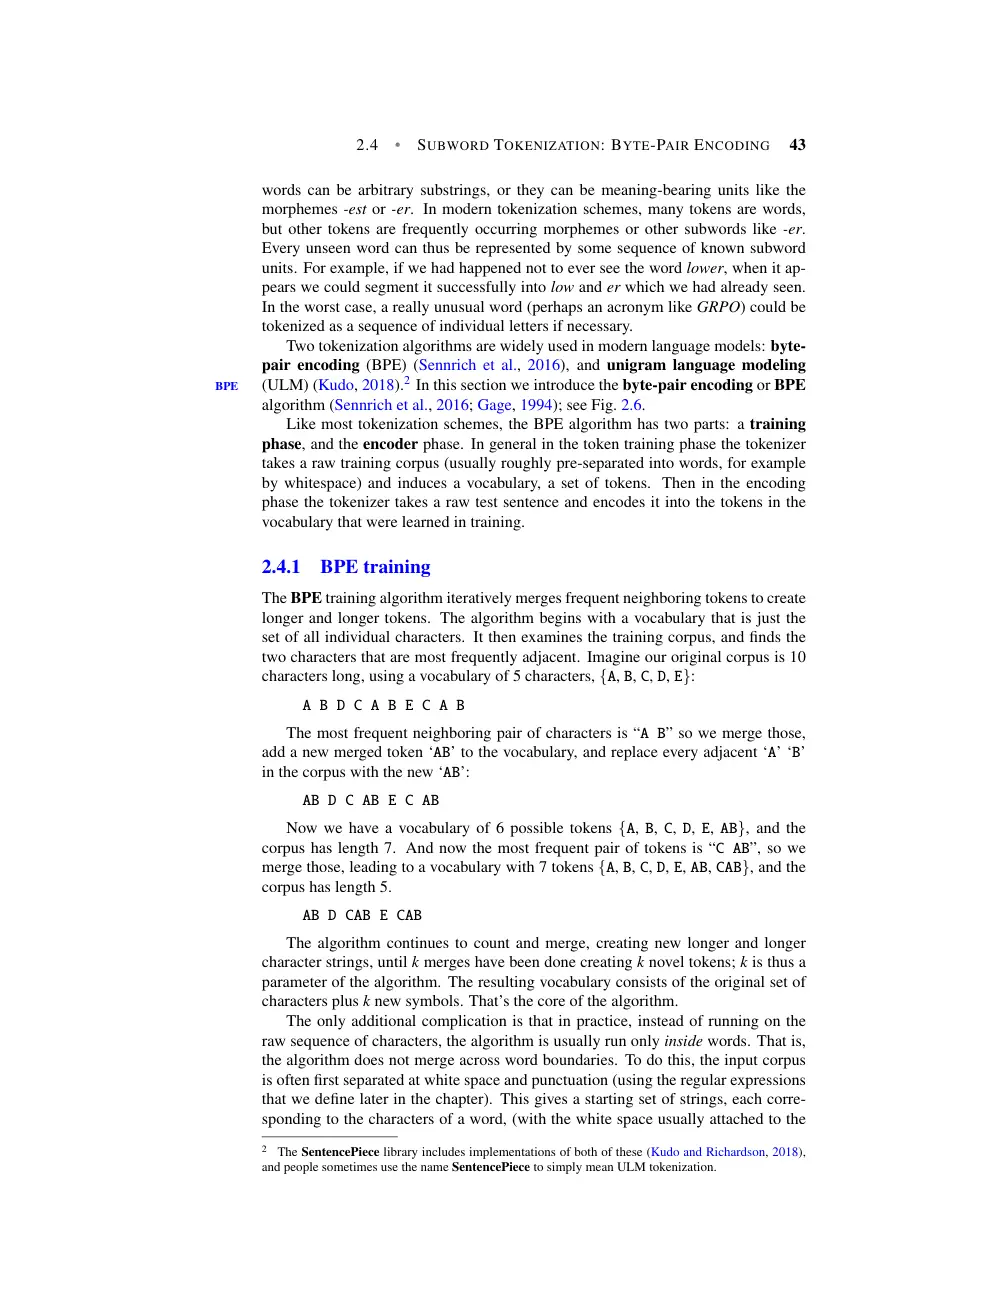 2.4 • SUBWORD TOKENIZATION: BYTE-PAIR ENCODING 43
words can be arbitrary substrings, or they can be meaning-bearing units like the
morphemes -est or -er. In modern tokenization schemes, many tokens are words,
but other tokens are frequently occurring morphemes or other subwords like -er.
Every unseen word can thus be represented by some sequence of known subword
units. For example, if we had happened not to ever see the word lower, when it ap-
pears we could segment it successfully into low and er which we had already seen.
In the worst case, a really unusual word (perhaps an acronym like GRPO) could be
tokenized as a sequence of individual letters if necessary.
Two tokenization algorithms are widely used in modern language models: byte-
pair encoding (BPE) (Sennrich et al., 2016), and unigram language modeling
BPE (ULM) (Kudo, 2018).2 In this section we introduce the byte-pair encoding or BPE
algorithm (Sennrich et al., 2016; Gage, 1994); see Fig. 2.6.
Like most tokenization schemes, the BPE algorithm has two parts: a training
phase, and the encoder phase. In general in the token training phase the tokenizer
takes a raw training corpus (usually roughly pre-separated into words, for example
by whitespace) and induces a vocabulary, a set of tokens. Then in the encoding
phase the tokenizer takes a raw test sentence and encodes it into the tokens in the
vocabulary that were learned in training.
2.4.1 BPE training
The BPE training algorithm iteratively merges frequent neighboring tokens to create
longer and longer tokens. The algorithm begins with a vocabulary that is just the
set of all individual characters. It then examines the training corpus, and finds the
two characters that are most frequently adjacent. Imagine our original corpus is 10
characters long, using a vocabulary of 5 characters, {A, B, C, D, E}:
A B D C A B E C A B
The most frequent neighboring pair of characters is “A B” so we merge those,
add a new merged token ‘AB’ to the vocabulary, and replace every adjacent ‘A’ ‘B’
in the corpus with the new ‘AB’:
AB D C AB E C AB
Now we have a vocabulary of 6 possible tokens {A, B, C, D, E, AB}, and the
corpus has length 7. And now the most frequent pair of tokens is “C AB”, so we
merge those, leading to a vocabulary with 7 tokens {A, B, C, D, E, AB, CAB}, and the
corpus has length 5.
AB D CAB E CAB
The algorithm continues to count and merge, creating new longer and longer
character strings, until k merges have been done creating k novel tokens; k is thus a
parameter of the algorithm. The resulting vocabulary consists of the original set of
characters plus k new symbols. That’s the core of the algorithm.
The only additional complication is that in practice, instead of running on the
raw sequence of characters, the algorithm is usually run only inside words. That is,
the algorithm does not merge across word boundaries. To do this, the input corpus
is often first separated at white space and punctuation (using the regular expressions
that we define later in the chapter). This gives a starting set of strings, each corre-
sponding to the characters of a word, (with the white space usually attached to the
2 The SentencePiece library includes implementations of both of these (Kudo and Richardson, 2018),
and people sometimes use the name SentencePiece to simply mean ULM tokenization.